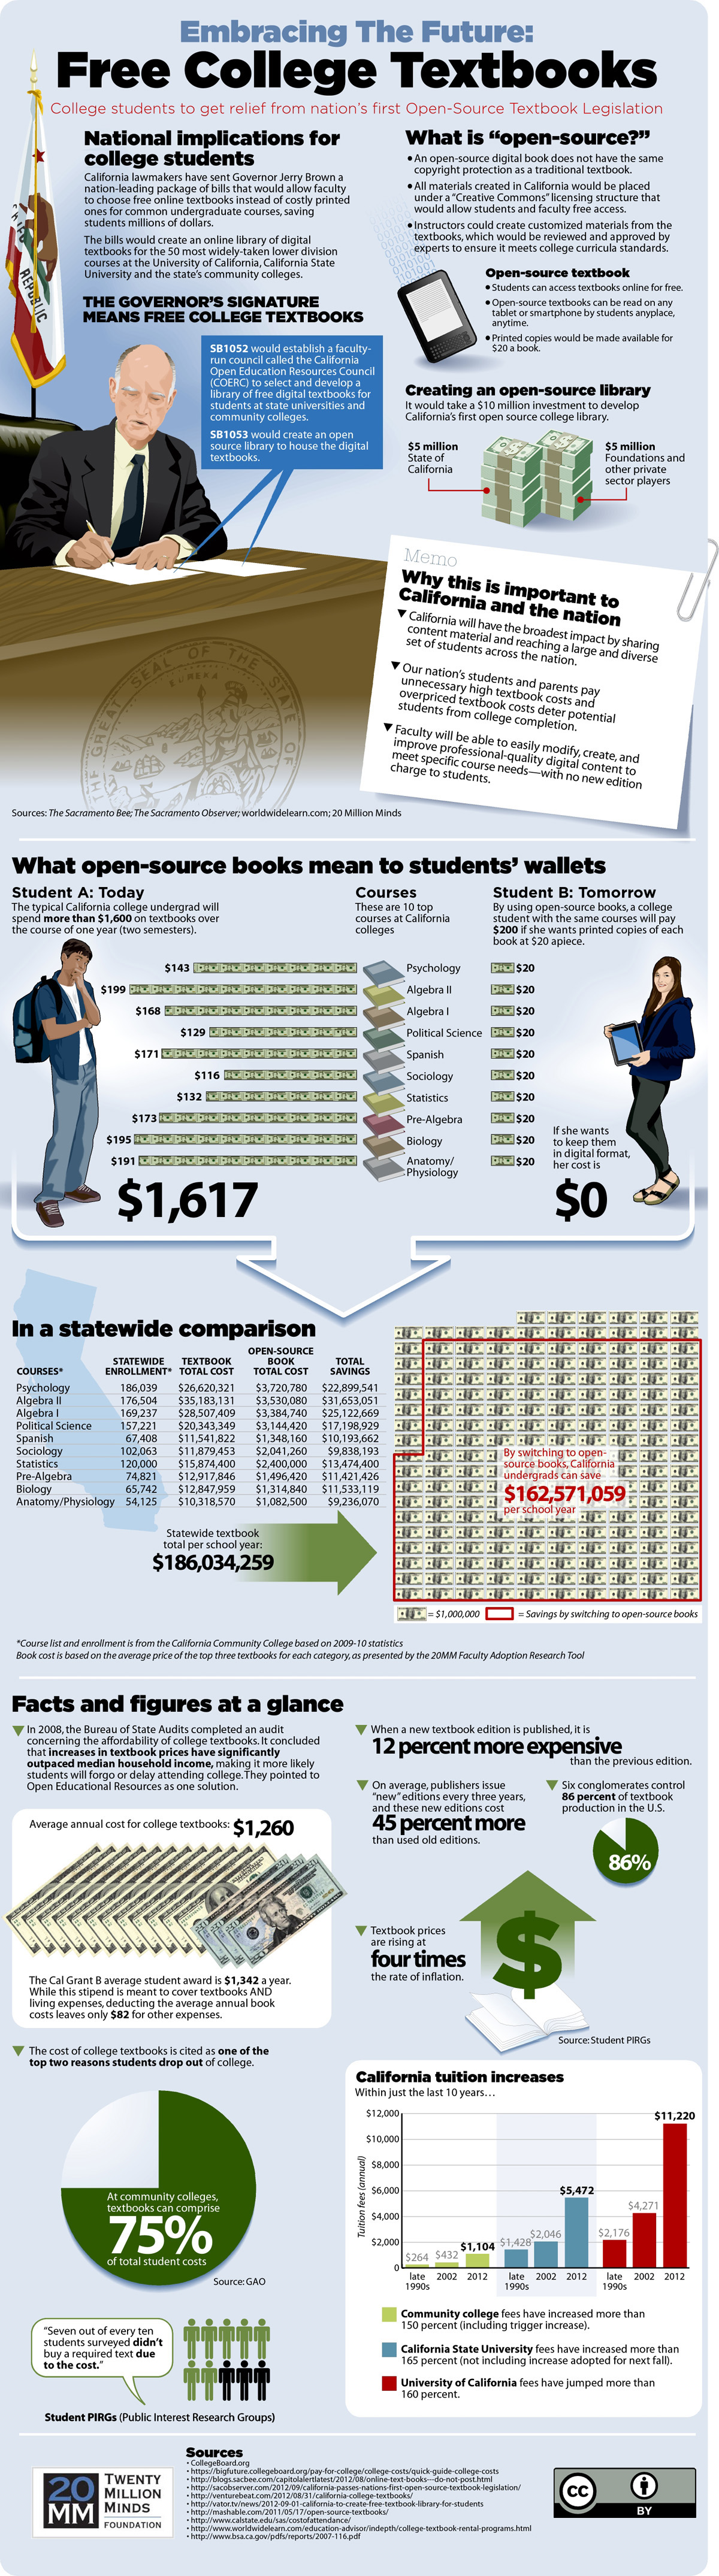 Embracing The Future:
Free College Textbooks
College students to get relief from nation's first Open-Source Textbook Legislation
National implications for
college students
California lawmakers have sent Governor Jerry Brown a
nation-leading package of bills that would allow faculty
to choose free online textbooks instead of costly printed
ones for common undergraduate courses, saving
students millions of dollars.
The bills would create an online library of digital
textbooks for the 50 most widely-taken lower division
courses at the University of California, California State
University and the state's community colleges.
THE GOVERNOR'S SIGNATURE
MEANS FREE COLLEGE TEXTBOOKS
REPUBLIC
SB1052 would establish a faculty-
run council called the California
Open Education Resources Council
(COERC) to select and develop a
library of free digital textbooks for
students at state universities and
community colleges.
SB1053 would create an open
source library to house the digital
textbooks.
What is "open-source?"
• An open-source digital book does not have the same
copyright protection as a traditional textbook.
• All materials created in California would be placed
under a "Creative Commons" licensing structure that
would allow students and faculty free access.
• Instructors could create customized materials from the
textbooks, which would be reviewed and approved by
experts to ensure it meets college curricula standards.
Open-source textbook
• Students can access textbooks online for free.
• Open-source textbooks can be read on any
tablet or smartphone by students anyplace,
anytime.
• Printed copies would be made available for
$20 a book.
Creating an open-source library
It would take a $10 million investment to develop
California's first open source college library.
$5 million
State of
California
$5 million
Foundations and
other private
sector players
Memo
Why this is important to
California and the nation
▼ California will have the broadest impact by sharing
content material and reaching a large and diverse
set of students across the nation.
▼ Our nation's students and parents pay
unnecessary high textbook costs and
overpriced textbook costs deter potential
students from college completion.
▼ Faculty will be able to easily modify, create, and
improve professional-quality digital content to
meet specific course needs—with no new edition
charge to students.
THE GREAT SEAL OF THE STATE OF
EUREKA
Sources: The Sacramento Bee; The Sacramento Observer; worldwidelearn.com; 20 Million Minds
What open-source books mean to students' wallets
Student A: Today
The typical California college undergrad will
spend more than $1,600 on textbooks over
the course of one year (two semesters).
Courses
These are 10 top
courses at California
colleges
Student B: Tomorrow
By using open-source books, a college
student with the same courses will pay
$200 if she wants printed copies of each
book at $20 apiece.
$143 Psychology $20
$199 Algebra II $20
$168 Algebra I $20
$129 Political Science $20
$171 Spanish $20
$116 Sociology $20
$132 Statistics $20
$173 Pre-Algebra $20
$195 Biology $20
$191 Anatomy/
Physiology $20
$1,617
If she wants
to keep them
in digital format,
her cost is
$0
In a statewide comparison
COURSES* STATEWIDE ENROLLMENT* TEXTBOOK TOTAL COST OPEN-SOURCE BOOK TOTAL COST TOTAL SAVINGS
Psychology 186,039 $26,620,321 $3,720,780 $22,899,541
Algebra II 176,504 $35,183,131 $3,530,080 $31,653,051
Algebra I 169,237 $28,507,409 $3,384,740 $25,122,669
Political Science 157,221 $20,343,349 $3,144,420 $17,198,929
Spanish 67,408 $11,541,822 $1,348,160 $10,193,662
Sociology 102,063 $11,879,453 $2,041,260 $9,838,193
Statistics 120,000 $15,874,400 $2,400,000 $13,474,400
Pre-Algebra 74,821 $12,917,846 $1,496,420 $11,421,426
Biology 65,742 $12,847,959 $1,314,840 $11,533,119
Anatomy/Physiology 54,125 $10,318,570 $1,082,500 $9,236,070
Statewide textbook
total per school year:
$186,034,259
By switching to open-
source books, California
undergrads can save
$162,571,059
per school year
= $1,000,000
= Savings by switching to open-source books
*Course list and enrollment is from the California Community College based on 2009-10 statistics
Book cost is based on the average price of the top three textbooks for each category, as presented by the 20MM Faculty Adoption Research Tool
Facts and figures at a glance
▼ In 2008, the Bureau of State Audits completed an audit
concerning the affordability of college textbooks. It concluded
that increases in textbook prices have significantly
outpaced median household income, making it more likely
students will forgo or delay attending college. They pointed to
Open Educational Resources as one solution.
Average annual cost for college textbooks: $1,260
The Cal Grant B average student award is $1,342 a year.
While this stipend is meant to cover textbooks AND
living expenses, deducting the average annual book
costs leaves only $82 for other expenses.
▼ The cost of college textbooks is cited as one of the
top two reasons students drop out of college.
At community colleges,
textbooks can comprise
75%
of total student costs
Source: GAO
"Seven out of every ten
students surveyed didn't
buy a required text due
to the cost."
Student PIRGs (Public Interest Research Groups)
▼ When a new textbook edition is published, it is
12 percent more expensive
than the previous edition.
▼ On average, publishers issue
"new" editions every three years,
and these new editions cost
45 percent more
than used old editions.
▼ Six conglomerates control
86 percent of textbook
production in the U.S.
86%
▼ Textbook prices
are rising at
four times
the rate of inflation.
$
Source: Student PIRGs
California tuition increases
Within just the last 10 years…
Tuition fees (annual)
$12,000
$10,000
$8,000
$6,000
$4,000
$2,000
0
$264 $432 $1,104 $1,428 $2,046 $5,472 $2,176 $4,271 $11,220
late 1990s 2002 2012 late 1990s 2002 2012 late 1990s 2002 2012
Community college fees have increased more than
150 percent (including trigger increase).
California State University fees have increased more than
165 percent (not including increase adopted for next fall).
University of California fees have jumped more than
160 percent.
20
MM
TWENTY
MILLION
MINDS
FOUNDATION
Sources
• CollegeBoard.org
• https://bigfuture.collegeboard.org/pay-for-college/college-costs/quick-guide-college-costs
• http://blogs.sacbee.com/capitolalertlatest/2012/08/online-text-books---do-not-post.html
• http://sacobserver.com/2012/09/california-passes-nations-first-open-source-textbook-legislation/
• http://venturebeat.com/2012/08/31/california-college-textbooks/
• http://vator.tv/news/2012-09-01-california-to-create-free-textbook-library-for-students
• http://mashable.com/2011/05/17/open-source-textbooks/
• http://www.calstate.edu/sas/costofattendance/
• http://www.worldwidelearn.com/education-advisor/indepth/college-textbook-rental-programs.html
• http://www.bsa.ca.gov/pdfs/reports/2007-116.pdf
cc
BY